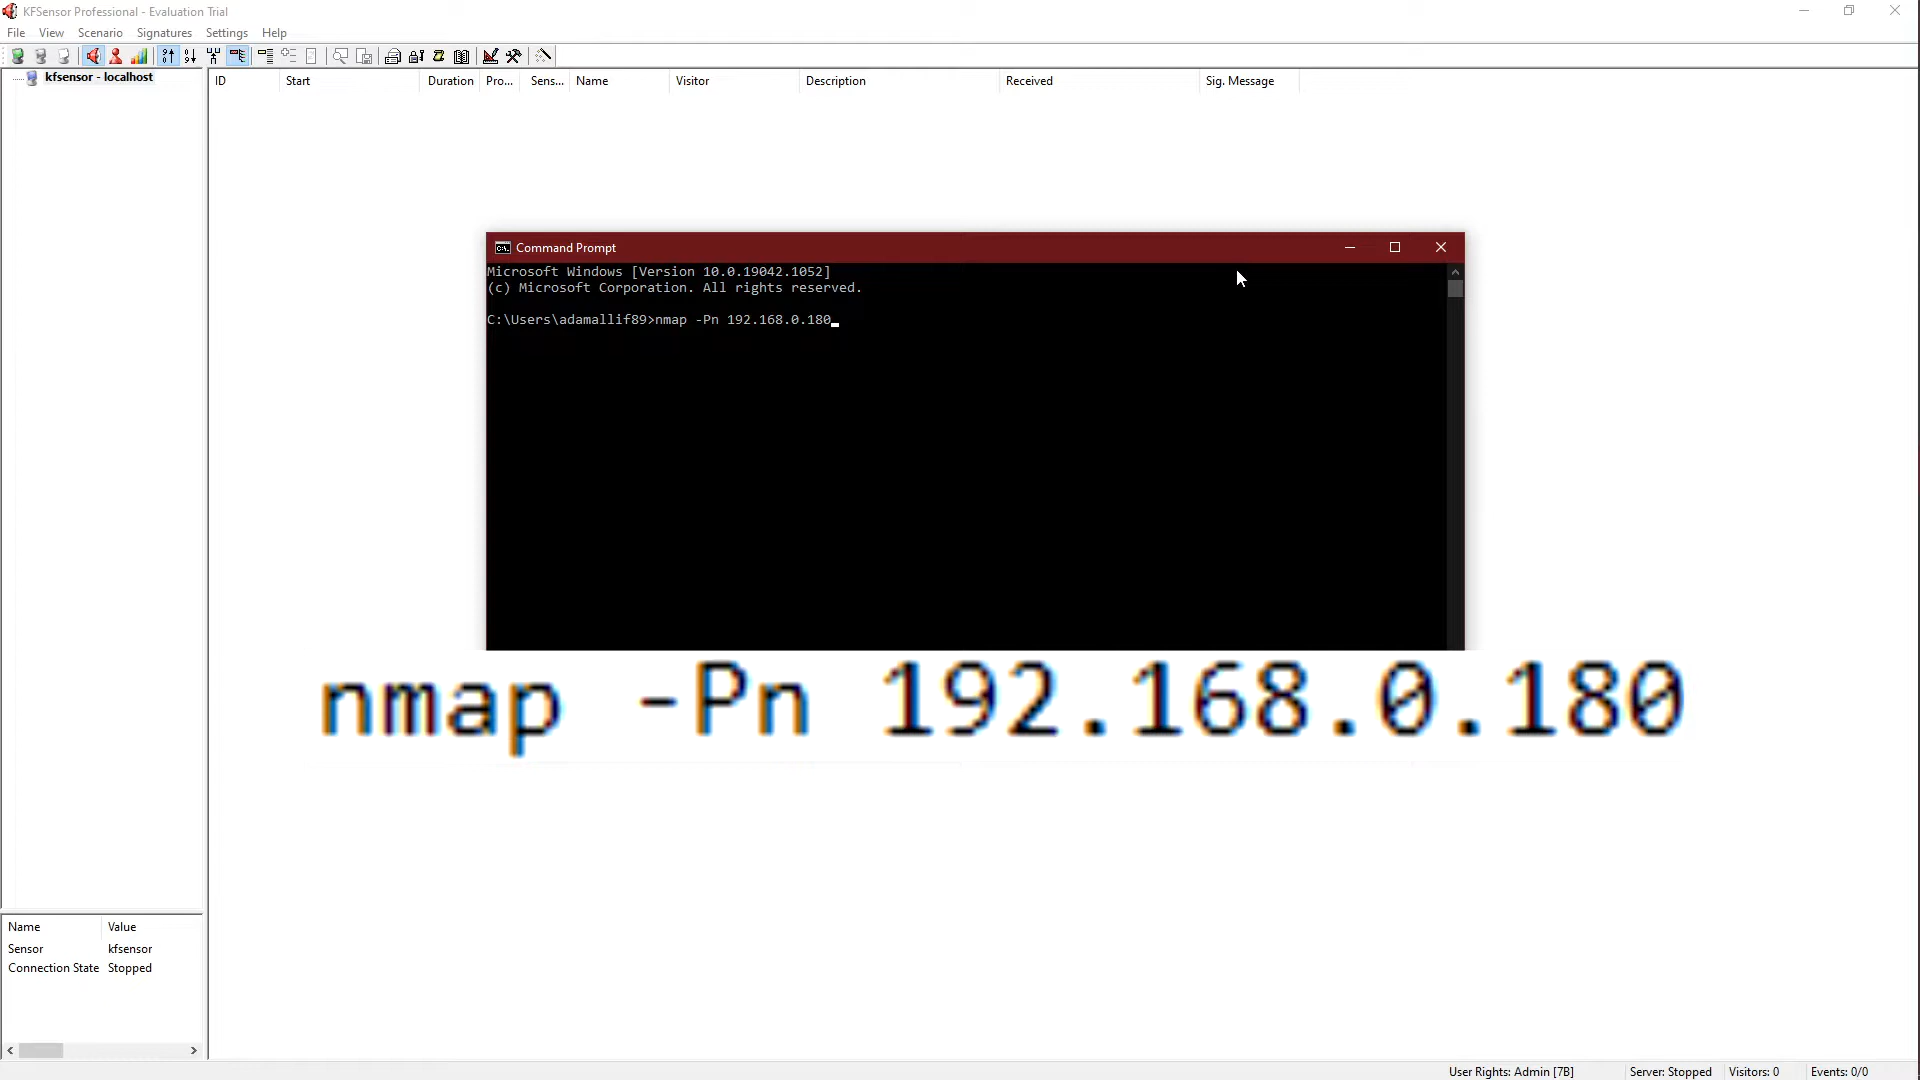 KFSensor Professional - Evaluation Trial
File View Scenario Signatures Settings Help
kfsensor - localhost
ID Start Duration Pro... Sens... Name Visitor Description Received Sig. Message
Command Prompt
Microsoft Windows [Version 10.0.19042.1052]
(c) Microsoft Corporation. All rights reserved.
C:\Users\adamallif89>nmap -Pn 192.168.0.180
nmap -Pn 192.168.0.180
Name Value
Sensor kfsensor
Connection State Stopped
User Rights: Admin [7B] Server: Stopped Visitors: 0 Events: 0/0